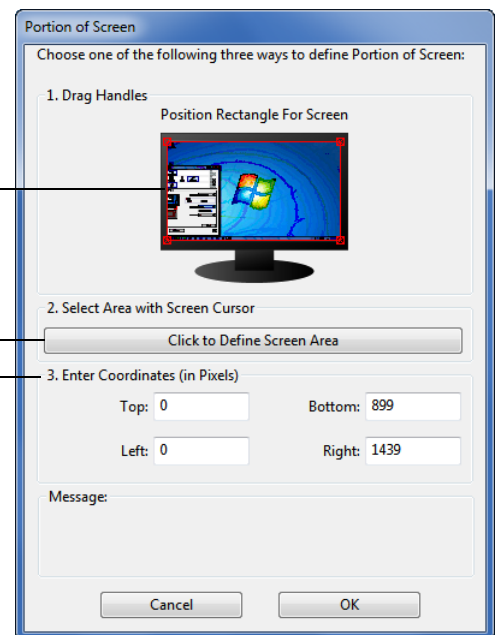 Portion of Screen
Choose one of the following three ways to define Portion of Screen:
1. Drag Handles
Position Rectangle For Screen
2. Select Area with Screen Cursor
Click to Define Screen Area
3. Enter Coordinates (in Pixels)
Top: 0 Bottom: 899
Left: 0 Right: 1439
Message:
Cancel OK